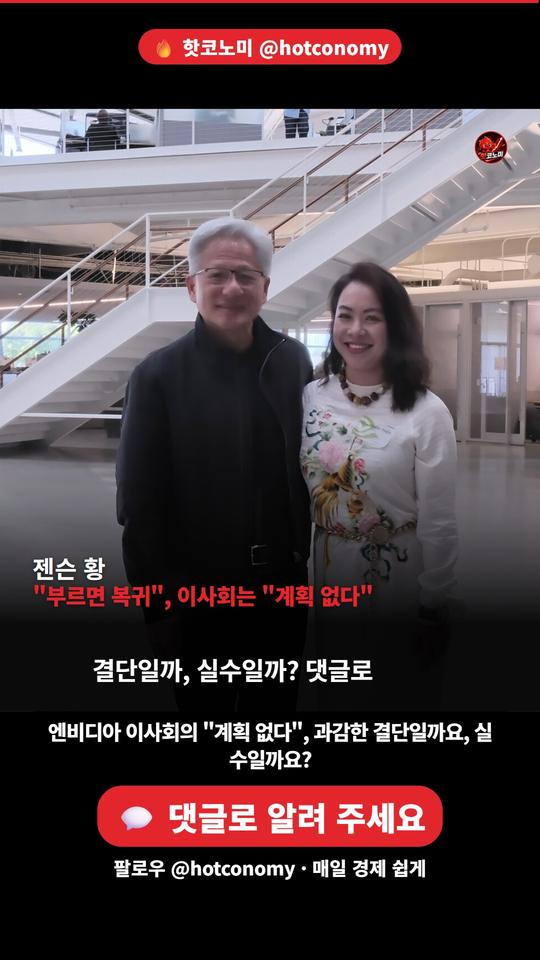 🔥 핫코노미 @hotconomy
코노미
젠슨 황
"부르면 복귀", 이사회는 "계획 없다"
결단일까, 실수일까? 댓글로
엔비디아 이사회의 "계획 없다", 과감한 결단일까요, 실
수일까요?
💬 댓글로 알려 주세요
팔로우 @hotconomy · 매일 경제 쉽게